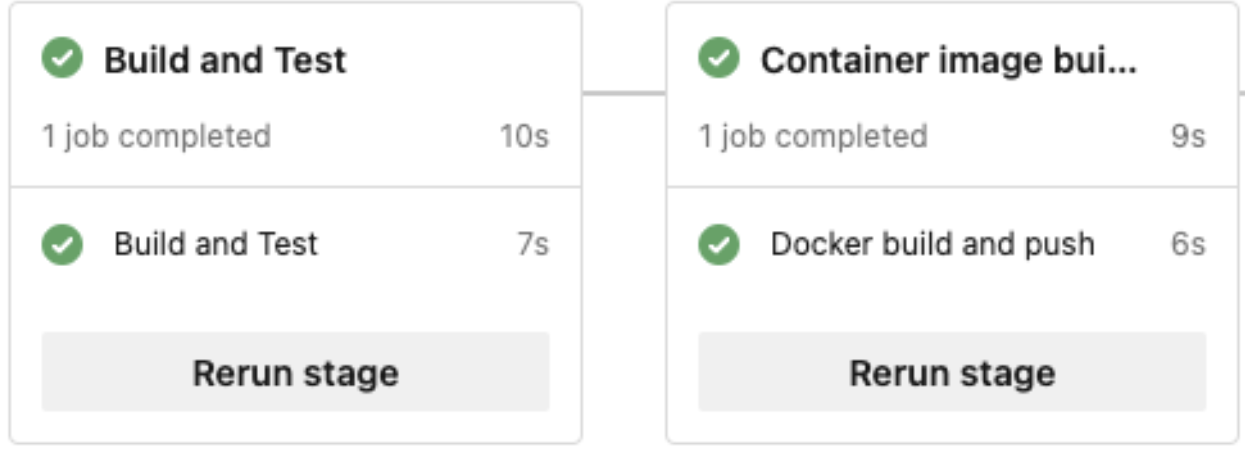 Build and Test
1 job completed 10s
Build and Test 7s
Rerun stage
Container image bui...
1 job completed 9s
Docker build and push 6s
Rerun stage